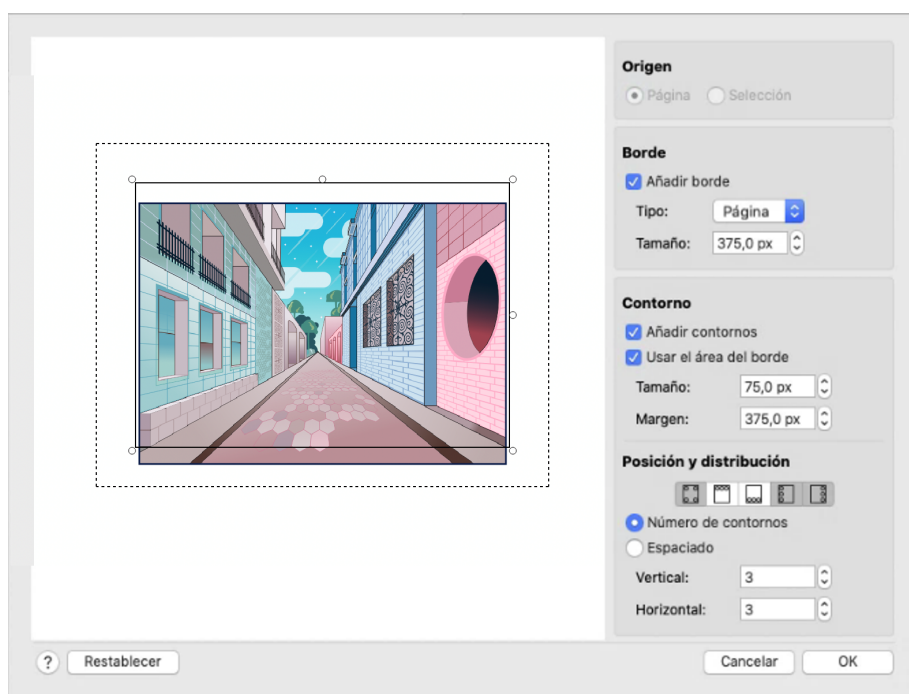 Origen
Página Selección
Borde
Añadir borde
Tipo: Página
Tamaño: 375,0 px
Contorno
Añadir contornos
Usar el área del borde
Tamaño: 75,0 px
Margen: 375,0 px
Posición y distribución
Número de contornos
Espaciado
Vertical: 3
Horizontal: 3
? Restablecer Cancelar OK